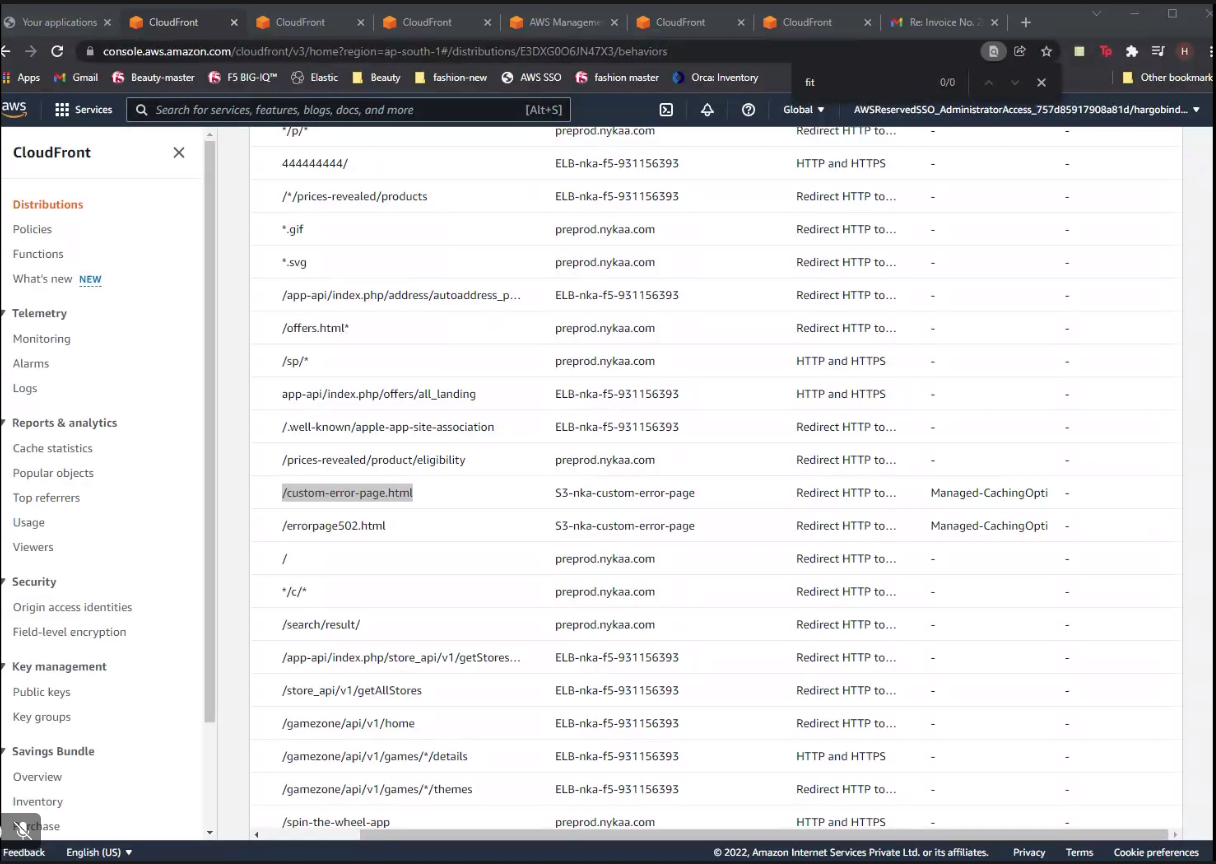 Your applications
CloudFront
CloudFront
CloudFront
AWS Manageme
CloudFront
CloudFront
Re: Invoice No. 2
console.aws.amazon.com/cloudfront/v3/home?region=ap-south-1#/distributions/E3DXG0O6JN47X3/behaviors
Tp
H
Apps Gmail Beauty-master F5 BIG-IQ™ Elastic Beauty fashion-new AWS SSO fashion master Orca: Inventory Other bookmark
fit 0/0
aws Services Search for services, features, blogs, docs, and more [Alt+S] Global ▼ AWSReservedSSO_AdministratorAccess_757d85917908a81d/hargobind... ▼
CloudFront
Distributions
Policies
Functions
What's new NEW
Telemetry
Monitoring
Alarms
Logs
Reports & analytics
Cache statistics
Popular objects
Top referrers
Usage
Viewers
Security
Origin access identities
Field-level encryption
Key management
Public keys
Key groups
Savings Bundle
Overview
Inventory
*/p/* preprod.nykaa.com Redirect HTTP to... - -
444444444/ ELB-nka-f5-931156393 HTTP and HTTPS - -
/*/prices-revealed/products ELB-nka-f5-931156393 Redirect HTTP to... - -
*.gif preprod.nykaa.com Redirect HTTP to... - -
*.svg preprod.nykaa.com Redirect HTTP to... - -
/app-api/index.php/address/autoaddress_p... ELB-nka-f5-931156393 Redirect HTTP to... - -
/offers.html* preprod.nykaa.com Redirect HTTP to... - -
/sp/* preprod.nykaa.com HTTP and HTTPS - -
app-api/index.php/offers/all_landing ELB-nka-f5-931156393 HTTP and HTTPS - -
/.well-known/apple-app-site-association ELB-nka-f5-931156393 Redirect HTTP to... - -
/prices-revealed/product/eligibility preprod.nykaa.com Redirect HTTP to... - -
/custom-error-page.html S3-nka-custom-error-page Redirect HTTP to... Managed-CachingOpti -
/errorpage502.html S3-nka-custom-error-page Redirect HTTP to... Managed-CachingOpti -
/ preprod.nykaa.com Redirect HTTP to... - -
*/c/* preprod.nykaa.com Redirect HTTP to... - -
/search/result/ preprod.nykaa.com Redirect HTTP to... - -
/app-api/index.php/store_api/v1/getStores... ELB-nka-f5-931156393 Redirect HTTP to... - -
/store_api/v1/getAllStores ELB-nka-f5-931156393 Redirect HTTP to... - -
/gamezone/api/v1/home ELB-nka-f5-931156393 Redirect HTTP to... - -
/gamezone/api/v1/games/*/details ELB-nka-f5-931156393 HTTP and HTTPS - -
/gamezone/api/v1/games/*/themes ELB-nka-f5-931156393 Redirect HTTP to... - -
/spin-the-wheel-app preprod.nykaa.com HTTP and HTTPS - -
Feedback English (US) ▼ © 2022, Amazon Internet Services Private Ltd. or its affiliates. Privacy Terms Cookie preferences